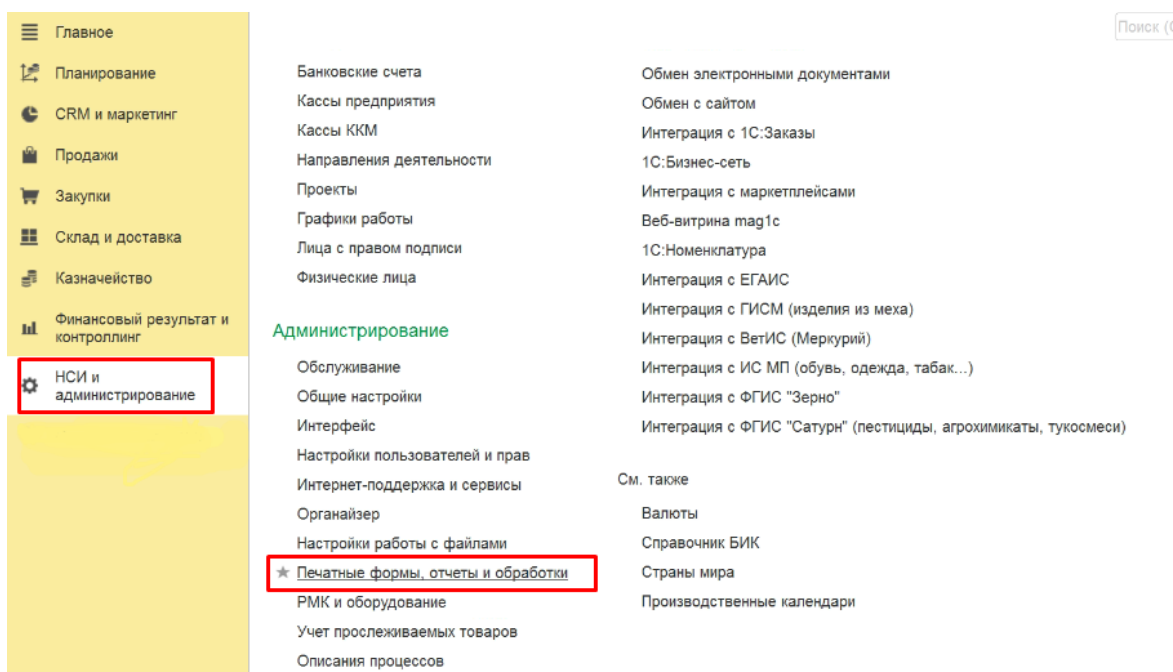 Главное
Планирование
CRM и маркетинг
Продажи
Закупки
Склад и доставка
Казначейство
Финансовый результат и
контроллинг
НСИ и
администрирование
Банковские счета
Кассы предприятия
Кассы ККМ
Направления деятельности
Проекты
Графики работы
Лица с правом подписи
Физические лица
Администрирование
Обслуживание
Общие настройки
Интерфейс
Настройки пользователей и прав
Интернет-поддержка и сервисы
Органайзер
Настройки работы с файлами
Печатные формы, отчеты и обработки
РМК и оборудование
Учет прослеживаемых товаров
Описания процессов
Поиск (
Обмен электронными документами
Обмен с сайтом
Интеграция с 1С:Заказы
1С:Бизнес-сеть
Интеграция с маркетплейсами
Веб-витрина mag1c
1С:Номенклатура
Интеграция с ЕГАИС
Интеграция с ГИСМ (изделия из меха)
Интеграция с ВетИС (Меркурий)
Интеграция с ИС МП (обувь, одежда, табак...)
Интеграция с ФГИС "Зерно"
Интеграция с ФГИС "Сатурн" (пестициды, агрохимикаты, тукосмеси)
См. также
Валюты
Справочник БИК
Страны мира
Производственные календари